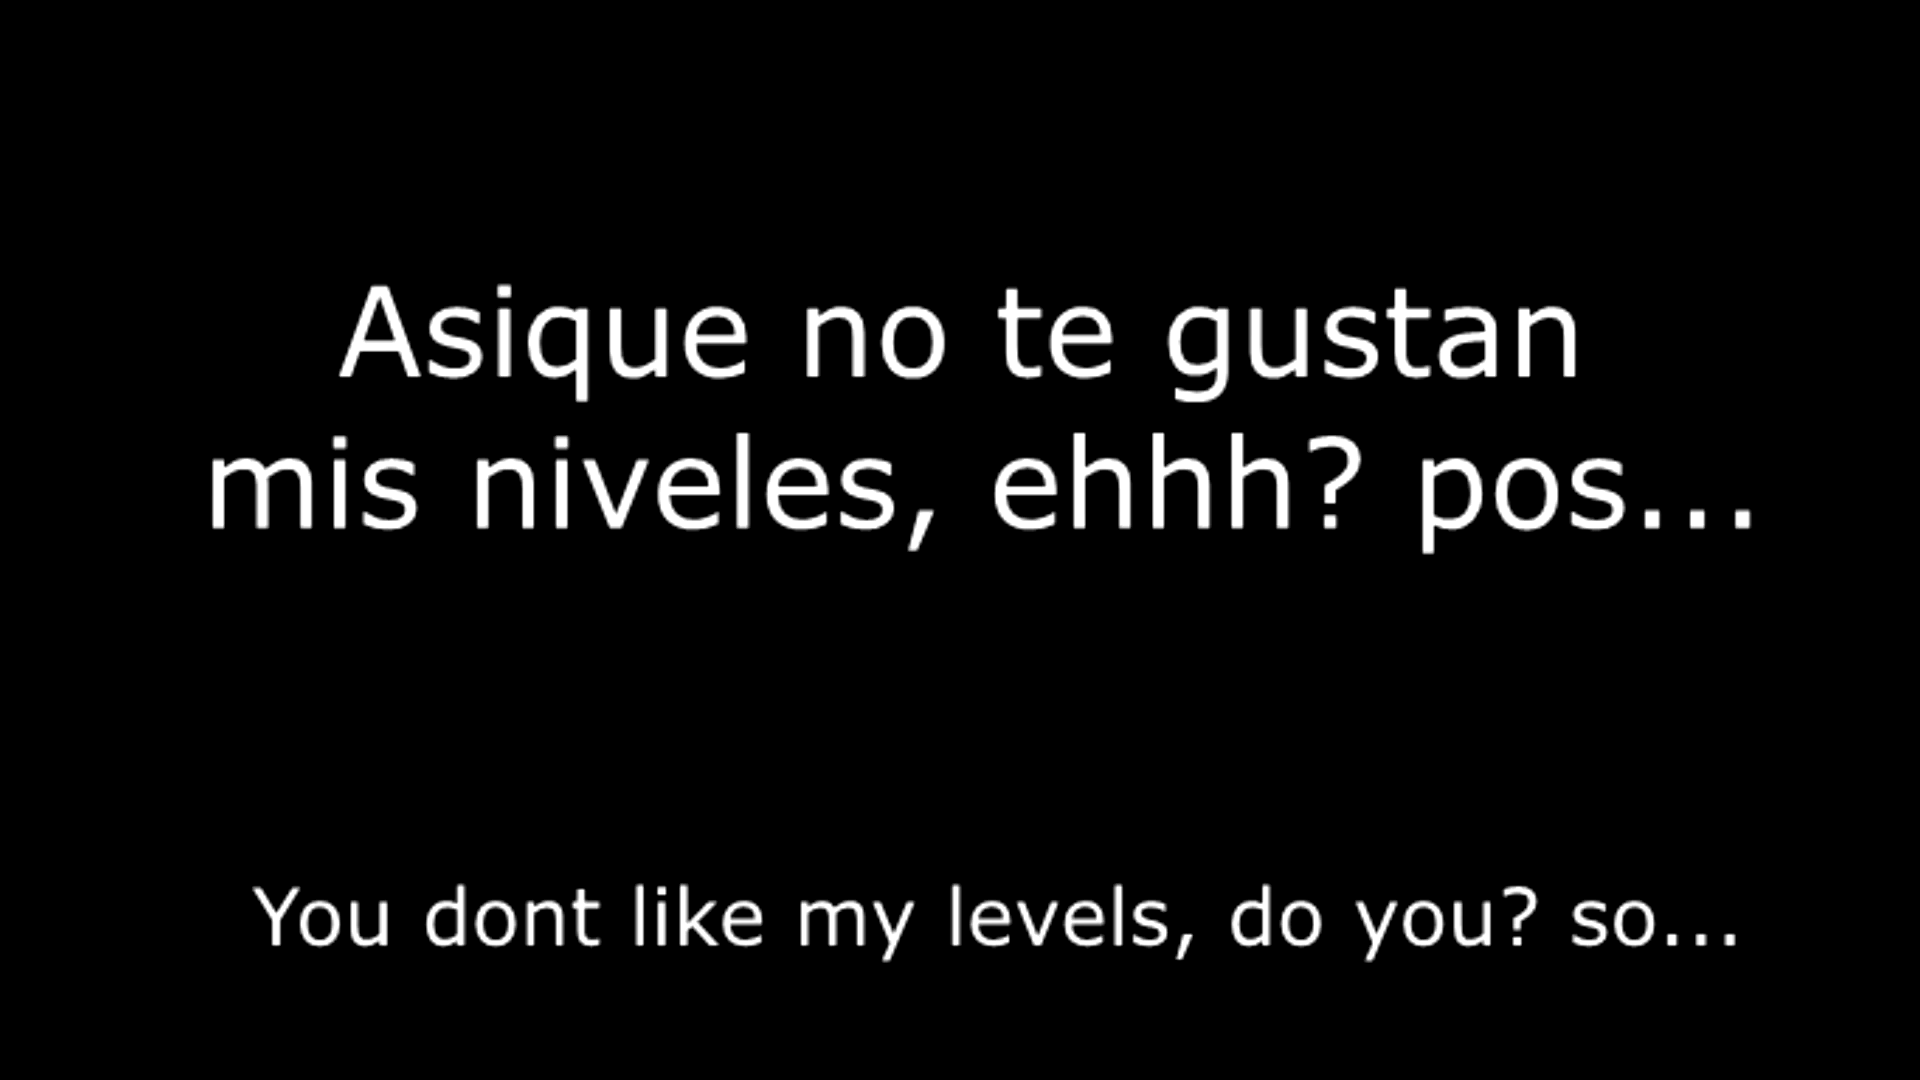 Asique no te gustan
mis niveles, ehhh? pos...
You dont like my levels, do you? so...